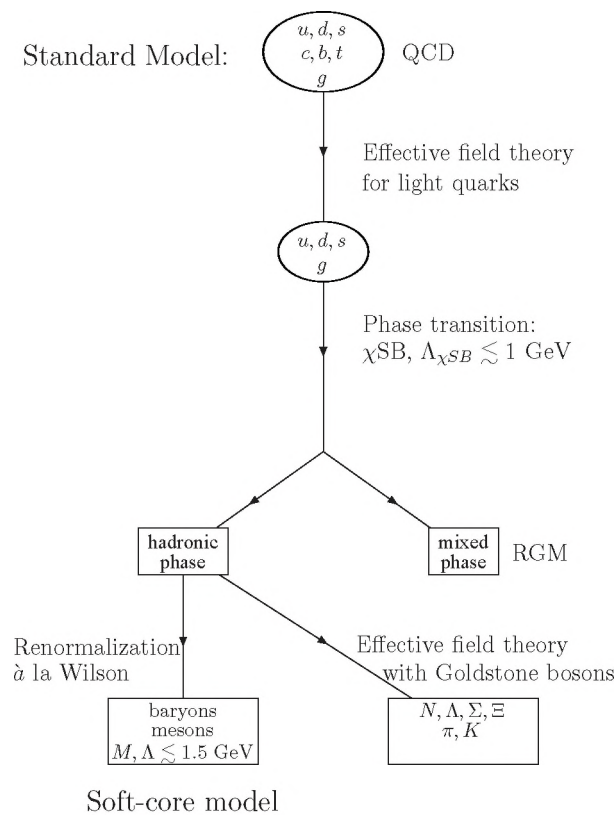 u, d, s
Standard Model: c, b, t QCD
g
Effective field theory
for light quarks
u, d, s
g
Phase transition:
χSB, Λ_χSB ≲ 1 GeV
hadronic
phase
mixed
phase
RGM
Renormalization
à la Wilson
Effective field theory
with Goldstone bosons
baryons
mesons
M, Λ ≲ 1.5 GeV
N, Λ, Σ, Ξ
π, K
Soft-core model